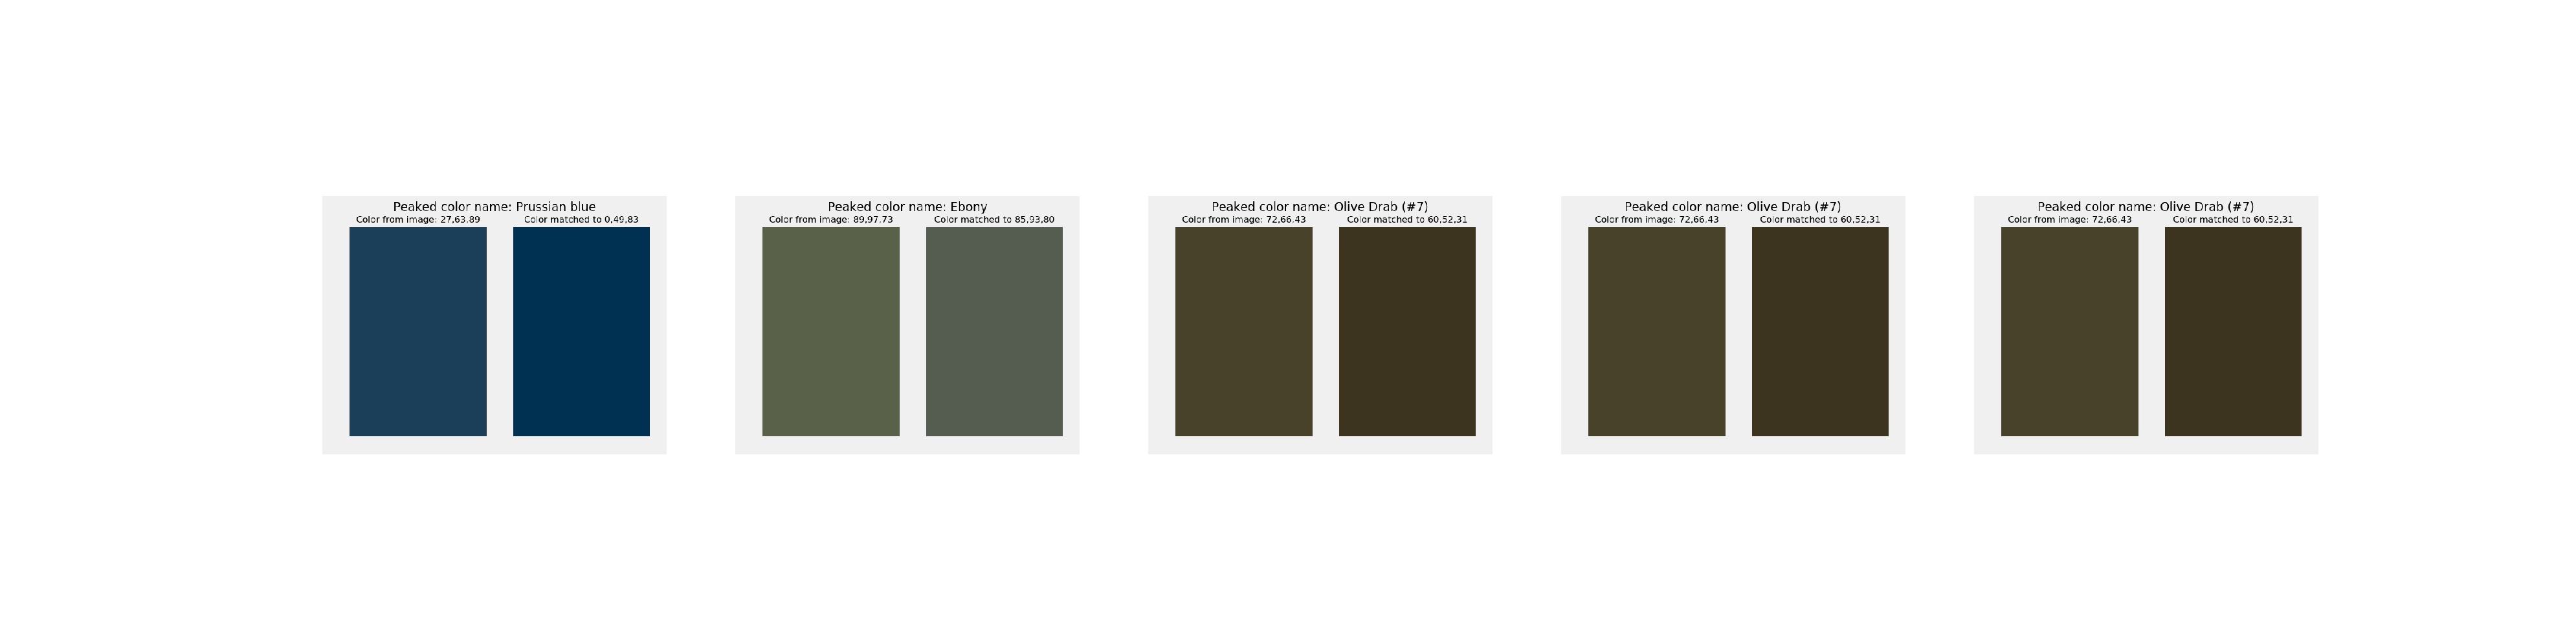 Peaked color name: Prussian blue
Color from image: 27,63,89
Color matched to 0,49,83
Peaked color name: Ebony
Color from image: 89,97,73
Color matched to 85,93,80
Peaked color name: Olive Drab (#7)
Color from image: 72,66,43
Color matched to 60,52,31
Peaked color name: Olive Drab (#7)
Color from image: 72,66,43
Color matched to 60,52,31
Peaked color name: Olive Drab (#7)
Color from image: 72,66,43
Color matched to 60,52,31